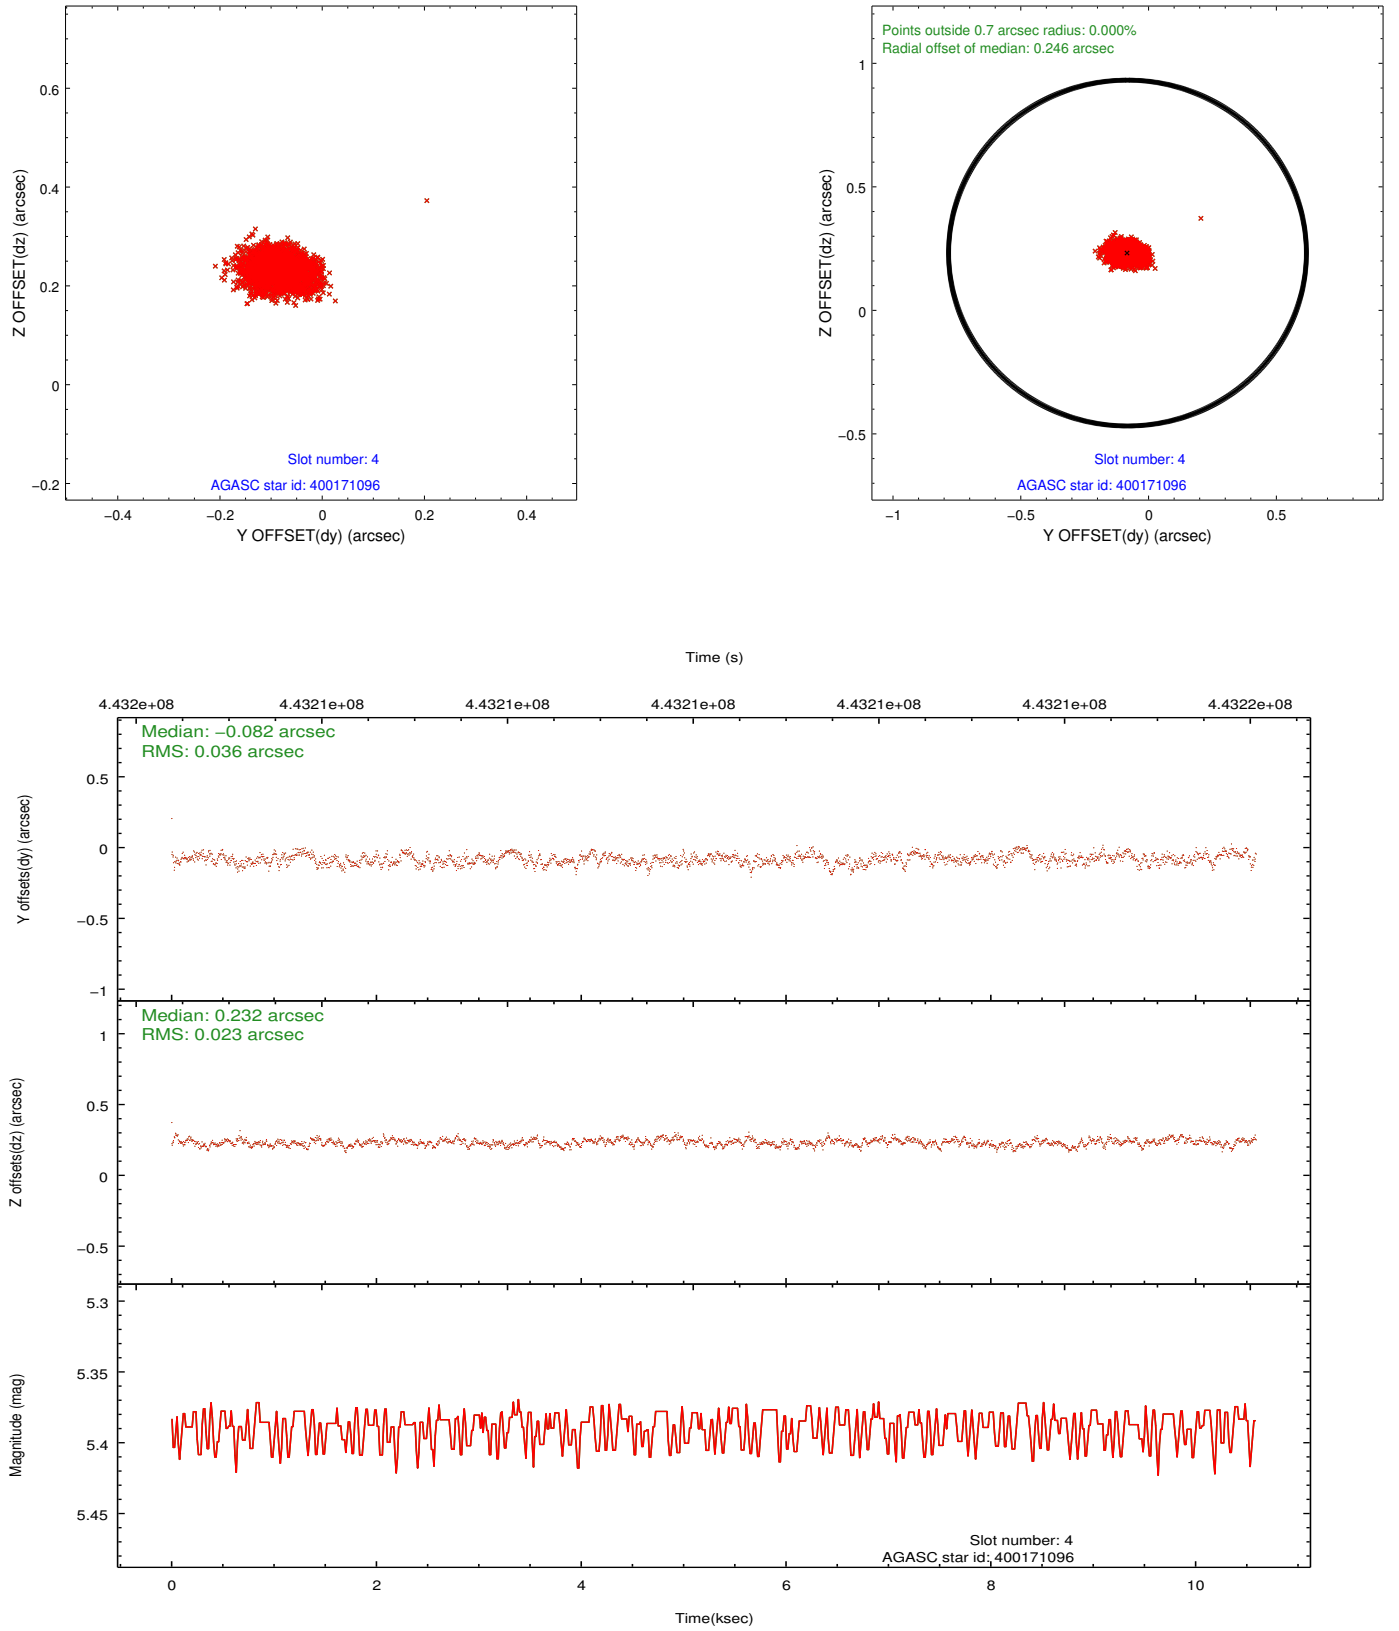 0.6
0.4
0.2
0
−0.2
Z OFFSET(dz) (arcsec)
Slot number: 4
AGASC star id: 400171096
−0.4
−0.2
0
0.2
0.4
Y OFFSET(dy) (arcsec)
Points outside 0.7 arcsec radius: 0.000%
Radial offset of median: 0.246 arcsec
1
0.5
0
−0.5
Z OFFSET(dz) (arcsec)
Slot number: 4
AGASC star id: 400171096
−1
−0.5
0
0.5
Y OFFSET(dy) (arcsec)
Time (s)
4.432e+08 4.4321e+08 4.4321e+08 4.4321e+08 4.4321e+08 4.4321e+08 4.4322e+08
Median: −0.082 arcsec
RMS: 0.036 arcsec
0.5
0
−0.5
−1
Y offsets(dy) (arcsec)
Median: 0.232 arcsec
RMS: 0.023 arcsec
1
0.5
0
−0.5
Z offsets(dz) (arcsec)
5.3
5.35
5.4
5.45
Magnitude (mag)
Slot number: 4
AGASC star id: 400171096
0 2 4 6 8 10
Time(ksec)